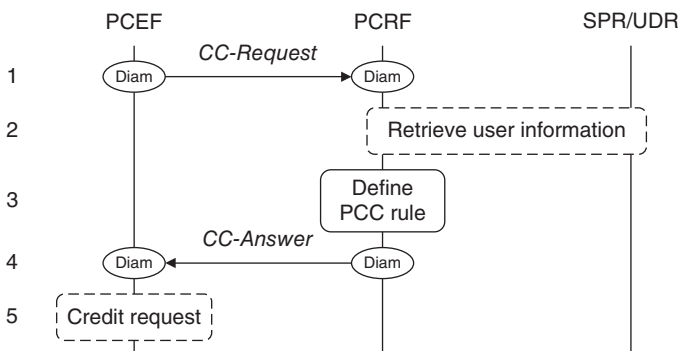 PCEF PCRF SPR/UDR
CC-Request
1 Diam Diam
2 Retrieve user information
3 Define
PCC rule
CC-Answer
4 Diam Diam
5 Credit request